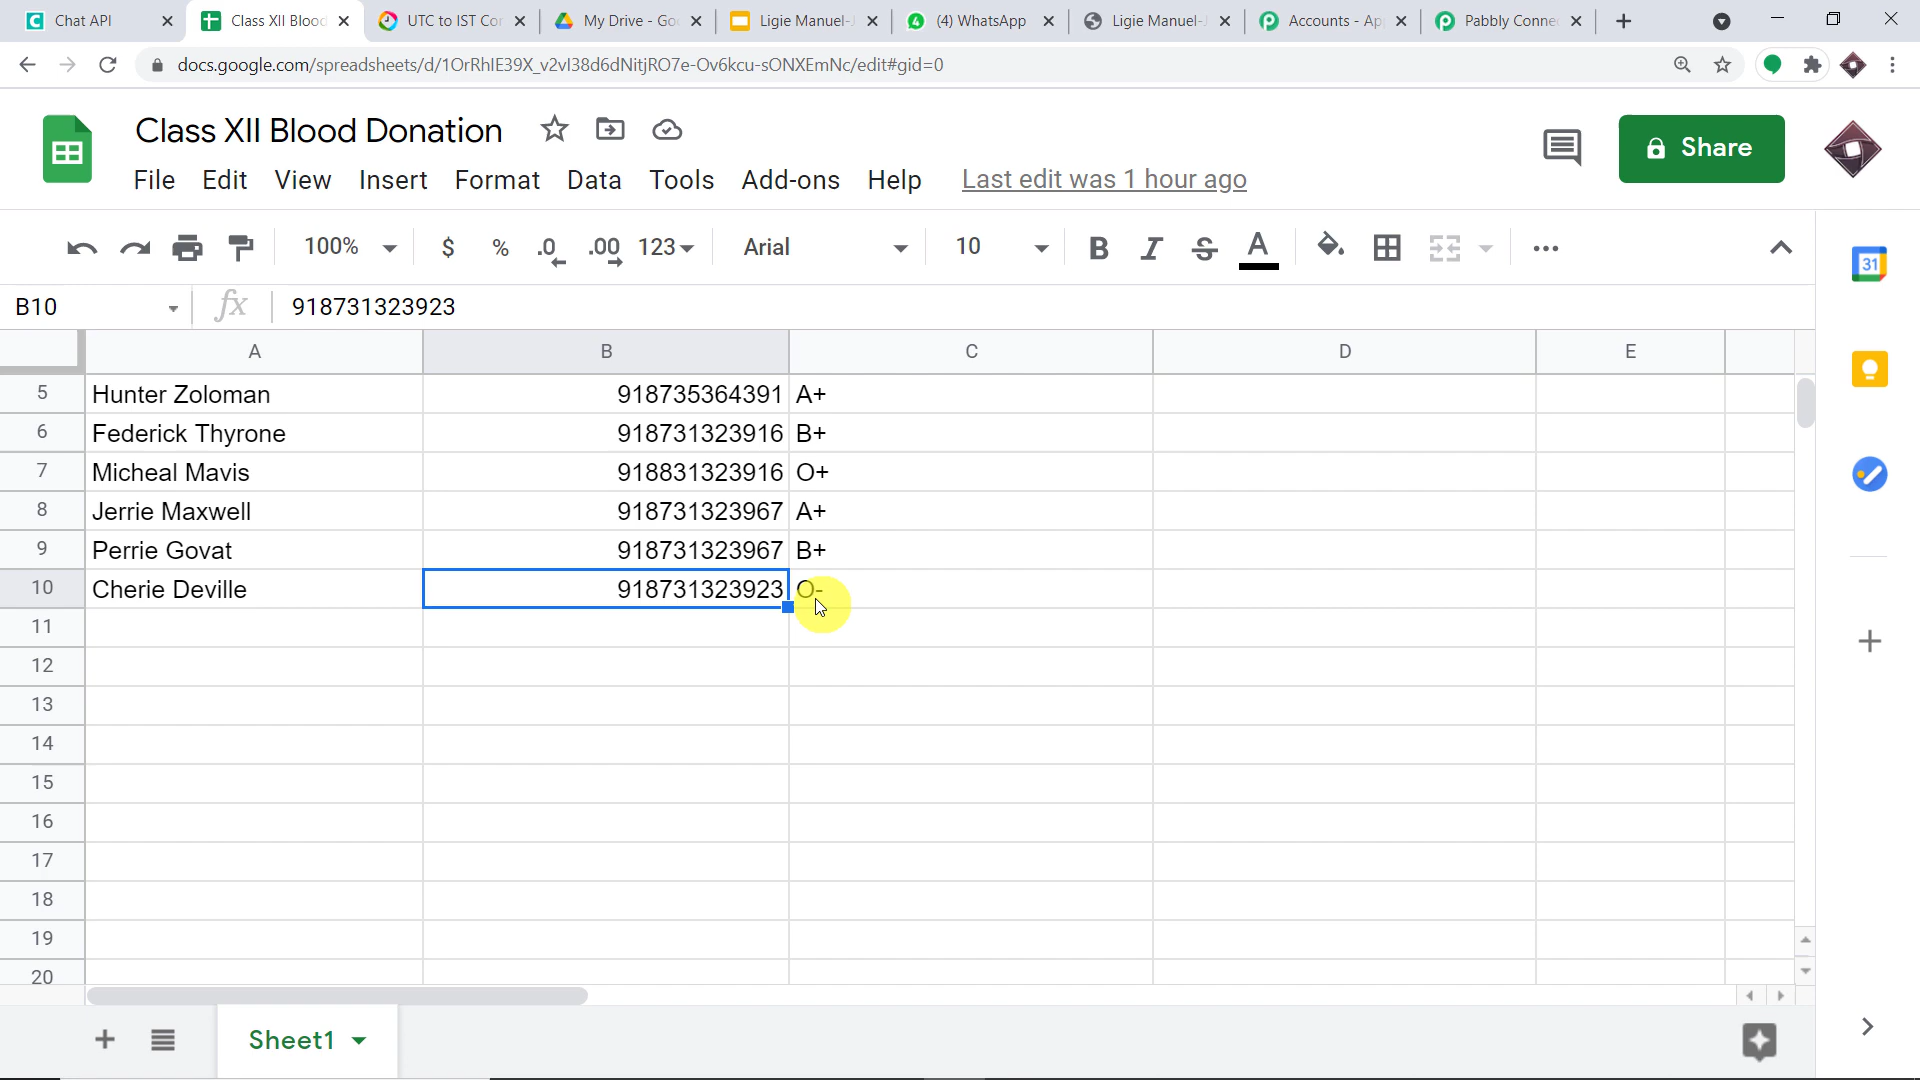 Chat API
Class XII Blood
UTC to IST Cor
My Drive - Go
Ligie Manuel-J
(4) WhatsApp
Ligie Manuel-J
Accounts - Ap
Pabbly Conne
docs.google.com/spreadsheets/d/1OrRhIE39X_v2vI38d6dNitjRO7e-Ov6kcu-sONXEmNc/edit#gid=0
Class XII Blood Donation
Share
File Edit View Insert Format Data Tools Add-ons Help Last edit was 1 hour ago
100% $ % .0 .00 123 Arial 10 B I S A
31
B10 fx 918731323923
A B C D E
5 Hunter Zoloman 918735364391 A+
6 Federick Thyrone 918731323916 B+
7 Micheal Mavis 918831323916 O+
8 Jerrie Maxwell 918731323967 A+
9 Perrie Govat 918731323967 B+
10 Cherie Deville 918731323923 O-
11
12
13
14
15
16
17
18
19
20
Sheet1